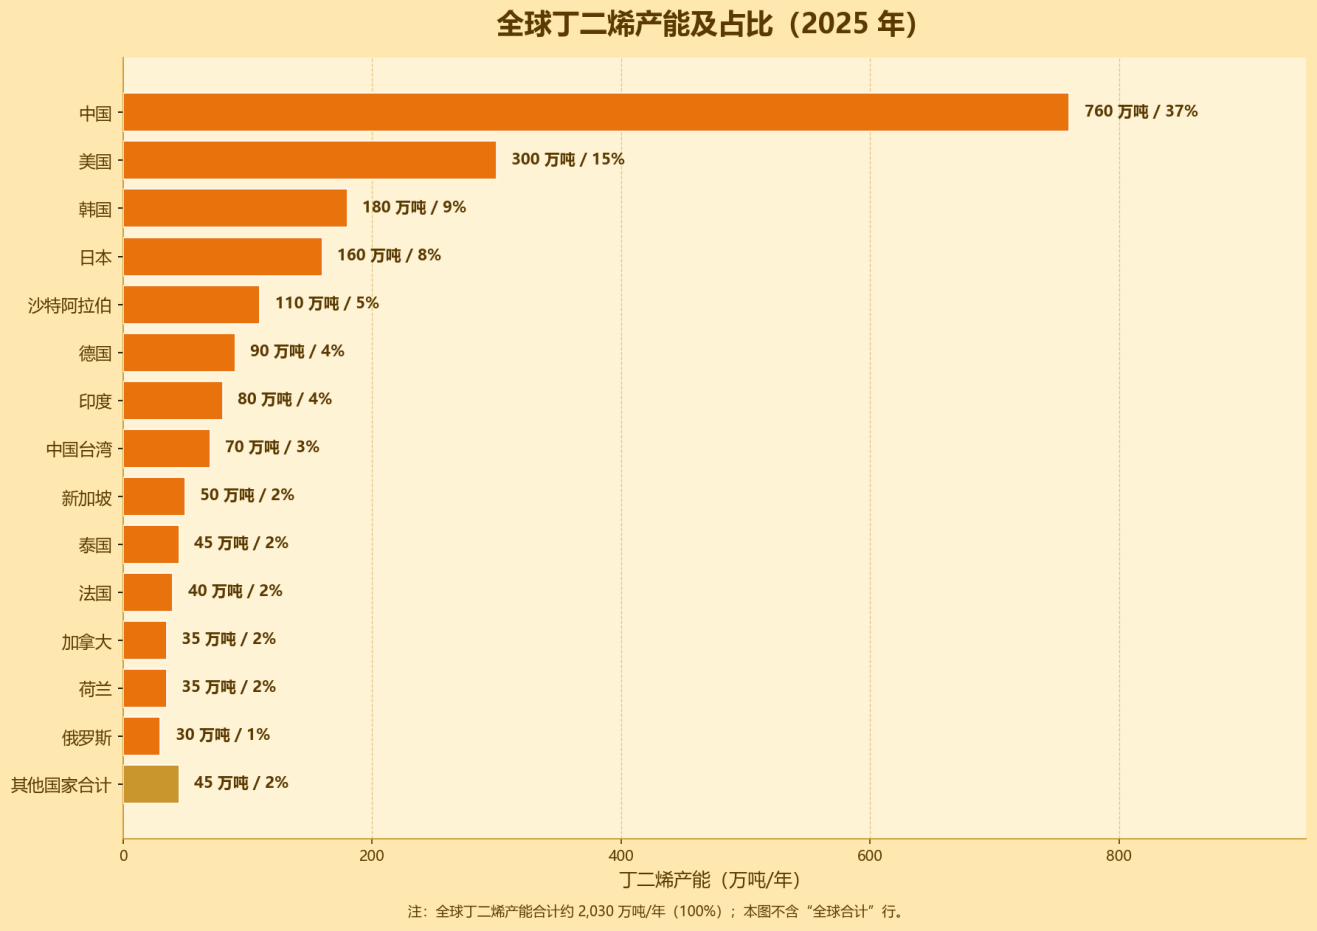 全球丁二烯产能及占比（2025 年）
中国 760 万吨 / 37%
美国 300 万吨 / 15%
韩国 180 万吨 / 9%
日本 160 万吨 / 8%
沙特阿拉伯 110 万吨 / 5%
德国 90 万吨 / 4%
印度 80 万吨 / 4%
中国台湾 70 万吨 / 3%
新加坡 50 万吨 / 2%
泰国 45 万吨 / 2%
法国 40 万吨 / 2%
加拿大 35 万吨 / 2%
荷兰 35 万吨 / 2%
俄罗斯 30 万吨 / 1%
其他国家合计 45 万吨 / 2%
0 200 400 600 800
丁二烯产能（万吨/年）
注：全球丁二烯产能合计约 2,030 万吨/年（100%）；本图不含“全球合计”行。